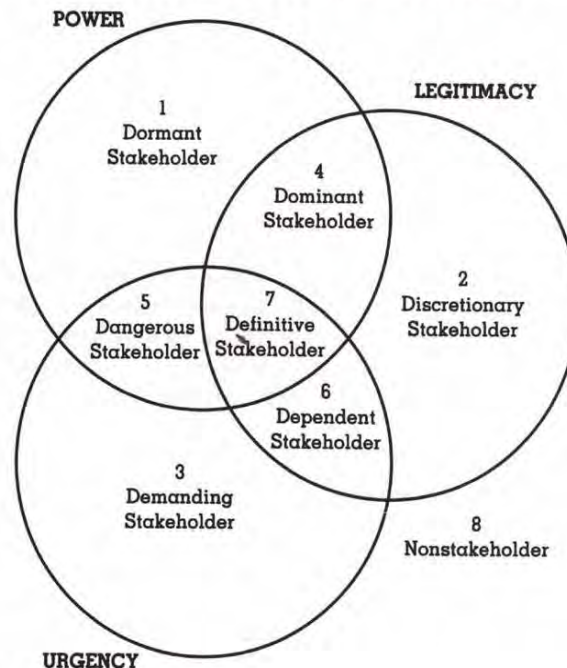 POWER
1
Dormant
Stakeholder
LEGITIMACY
4
Dominant
Stakeholder
2
Discretionary
Stakeholder
5
Dangerous
Stakeholder
7
Definitive
Stakeholder
6
Dependent
Stakeholder
3
Demanding
Stakeholder
8
Nonstakeholder
URGENCY